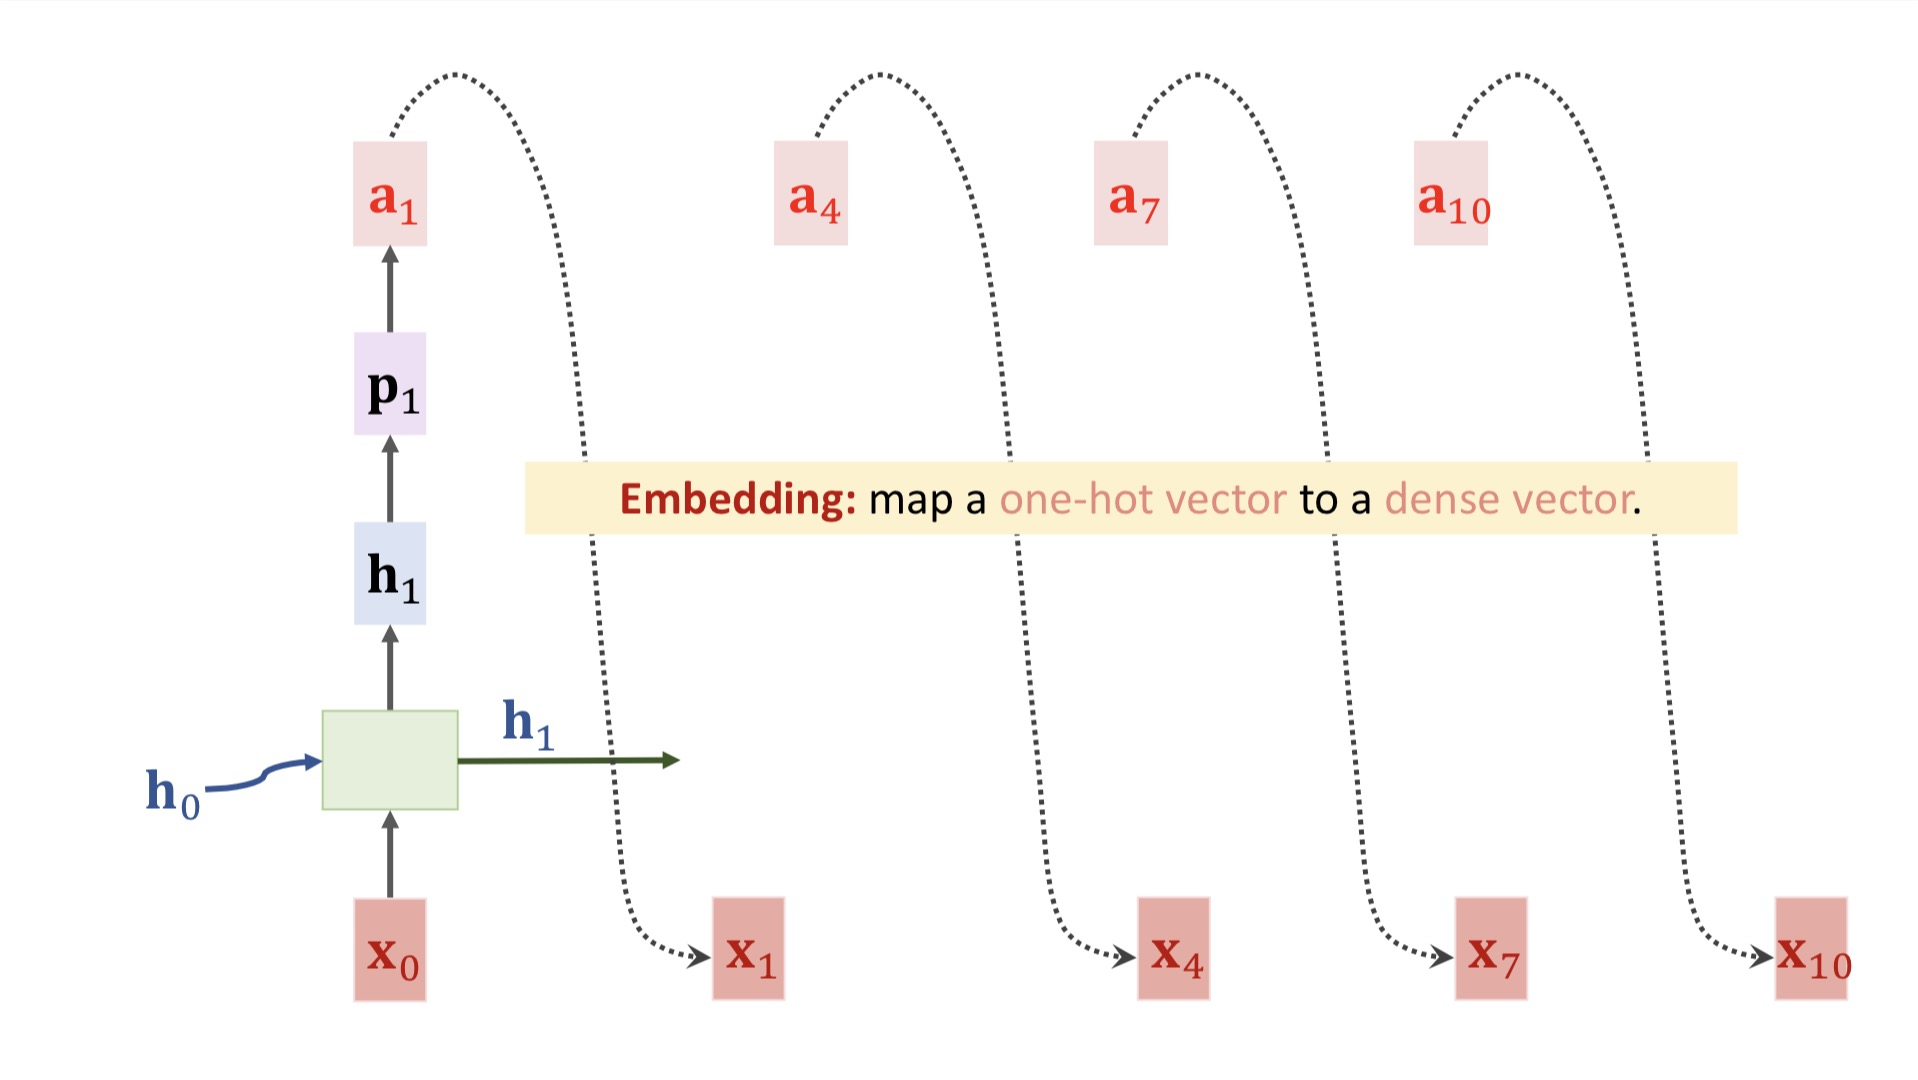 a₁ a₄ a₇ a₁₀
p₁
Embedding: map a one-hot vector to a dense vector.
h₁
h₁
h₀
x₀ x₁ x₄ x₇ x₁₀